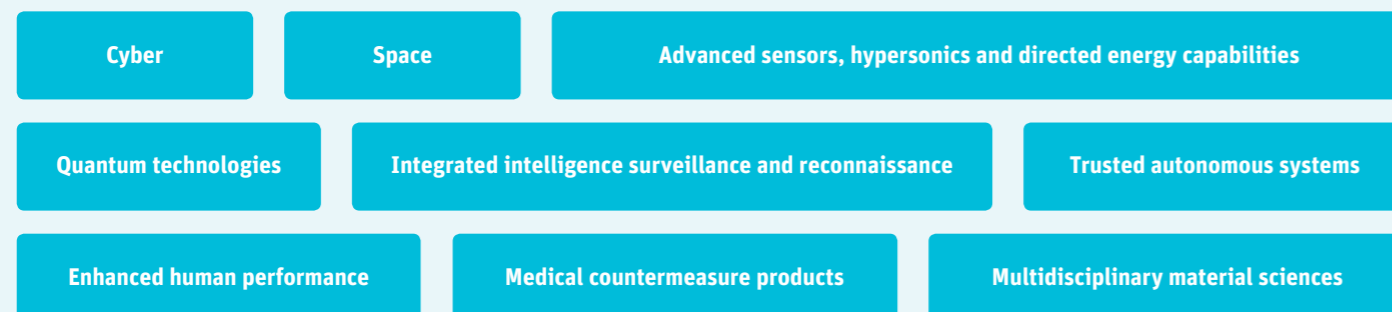 Cyber
Space
Advanced sensors, hypersonics and directed energy capabilities
Quantum technologies
Integrated intelligence surveillance and reconnaissance
Trusted autonomous systems
Enhanced human performance
Medical countermeasure products
Multidisciplinary material sciences